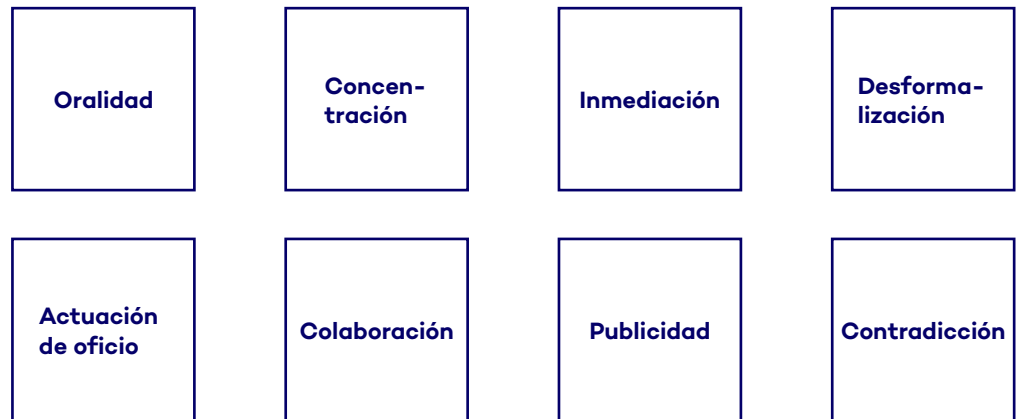 Oralidad
Concen-
tración
Inmediación
Desforma-
lización
Actuación
de oficio
Colaboración
Publicidad
Contradicción